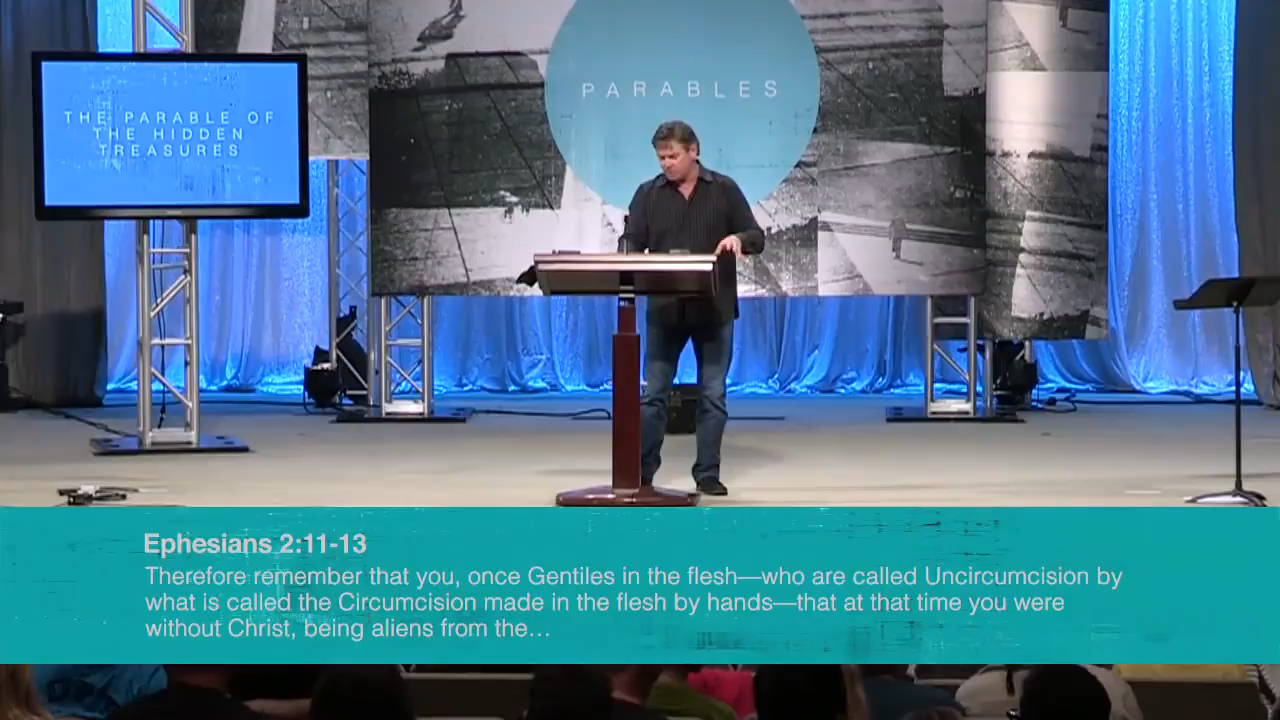 PARABLES
THE PARABLE OF
THE HIDDEN
TREASURES
Ephesians 2:11-13
Therefore remember that you, once Gentiles in the flesh—who are called Uncircumcision by
what is called the Circumcision made in the flesh by hands—that at that time you were
without Christ, being aliens from the…